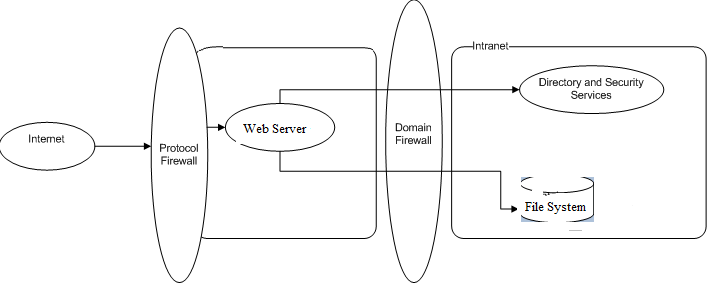 Internet
Protocol
Firewall
Web Server
Domain
Firewall
Intranet
Directory and Security
Services
File System